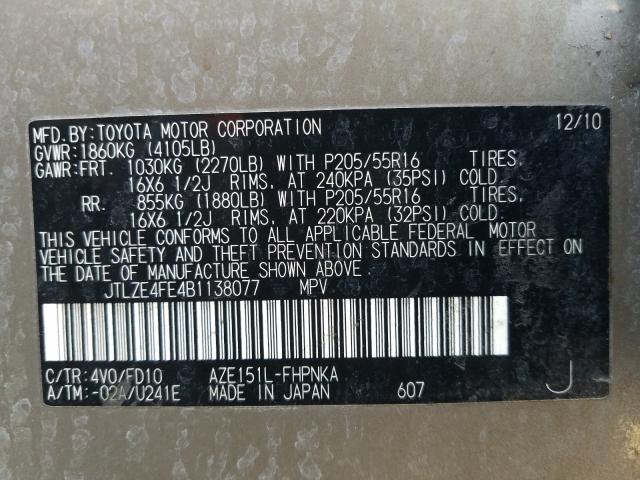 MFD.BY:TOYOTA MOTOR CORPORATION 12/10
GVWR:1860KG (4105LB)
GAWR:FRT. 1030KG (2270LB) WITH P205/55R16 TIRES,
16X6 1/2J RIMS, AT 240KPA (35PSI) COLD.
RR. 855KG (1880LB) WITH P205/55R16 TIRES,
16X6 1/2J RIMS, AT 220KPA (32PSI) COLD.
THIS VEHICLE CONFORMS TO ALL APPLICABLE FEDERAL MOTOR
VEHICLE SAFETY AND THEFT PREVENTION STANDARDS IN EFFECT ON
THE DATE OF MANUFACTURE SHOWN ABOVE.
JTLZE4FE4B1138077 MPV
C/TR:4V0/FD10 AZE151L-FHPNKA
A/TM:-02A/U241E MADE IN JAPAN 607 J